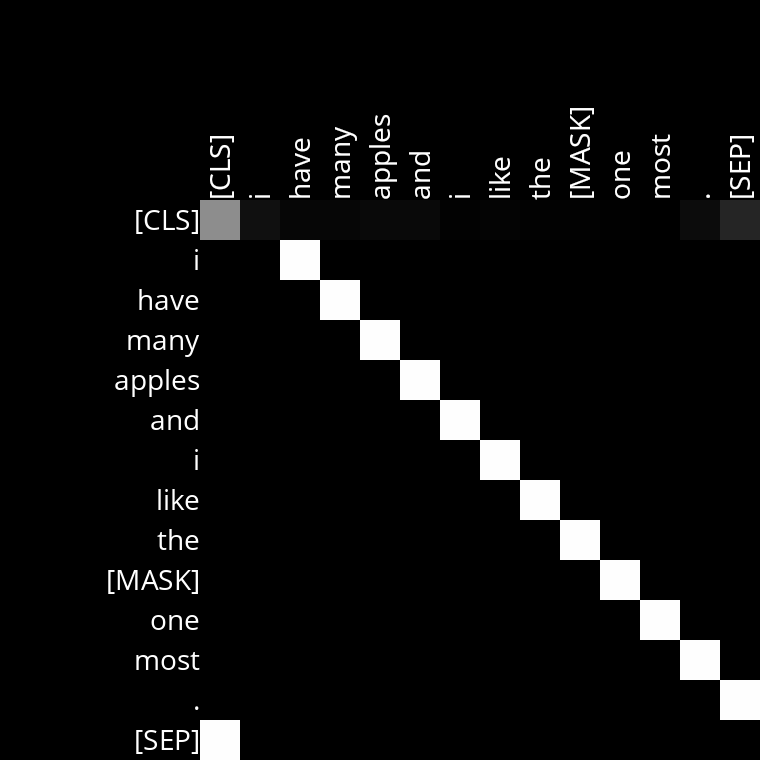 [CLS] i have many apples and i like the [MASK] one most . [SEP]
[CLS]
i
have
many
apples
and
i
like
the
[MASK]
one
most
.
[SEP]